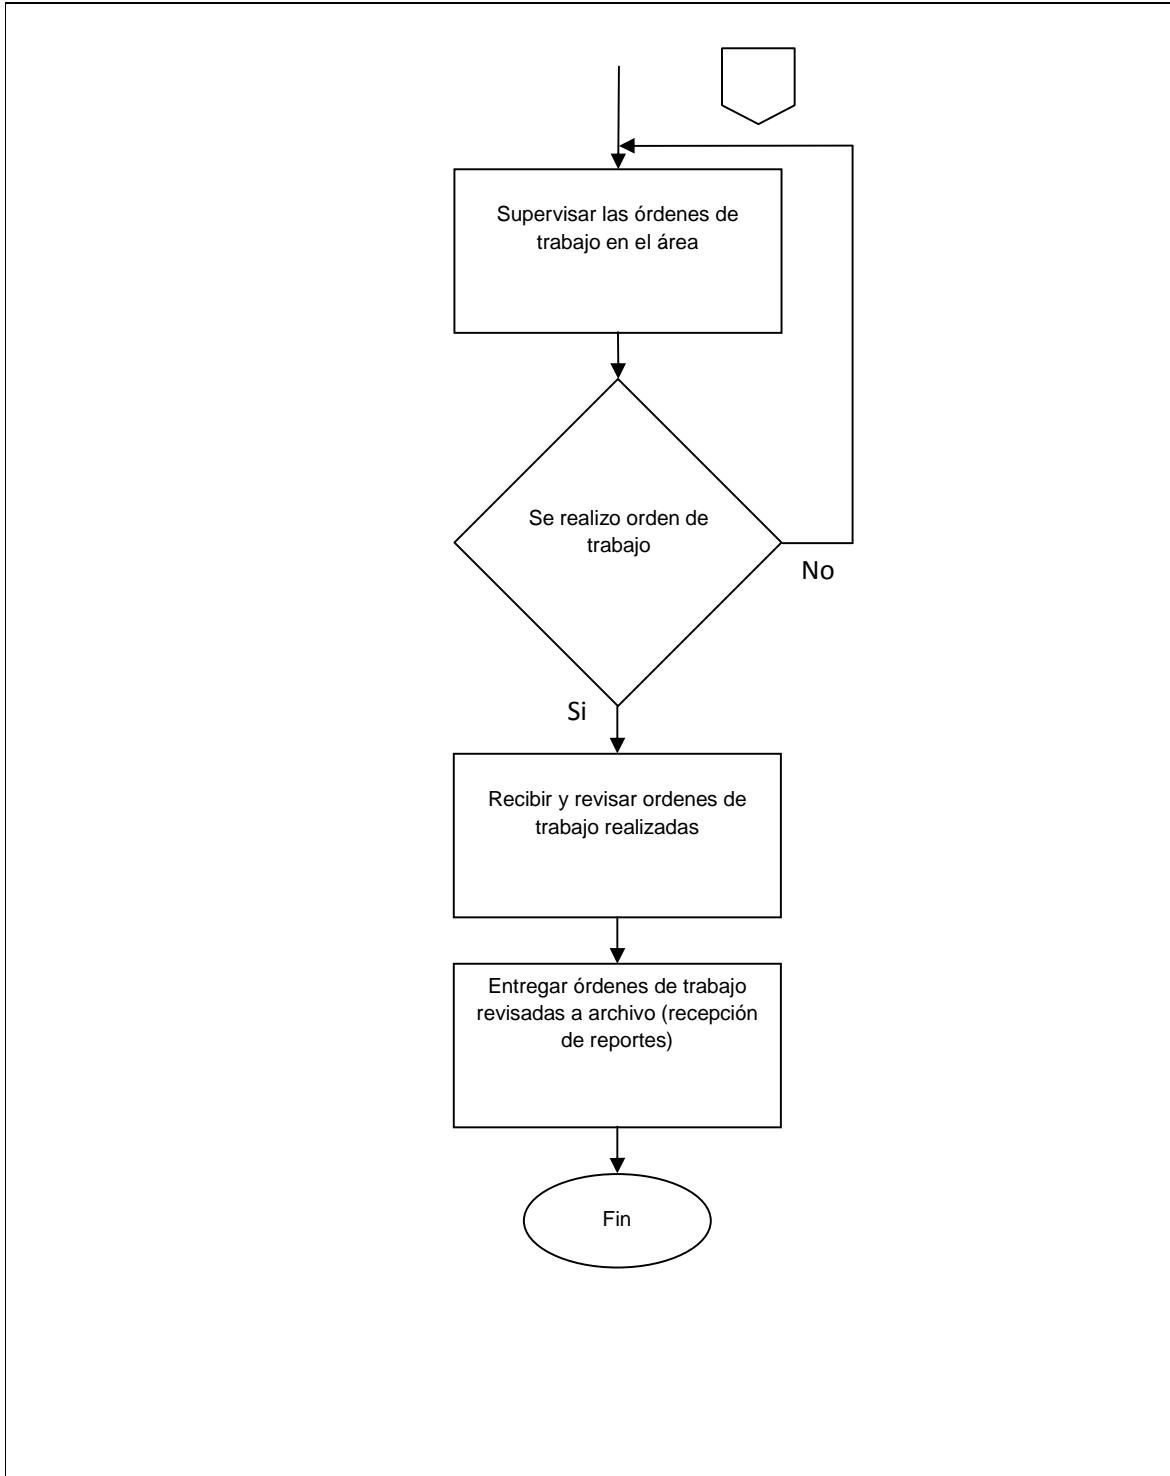 Supervisar las órdenes de
trabajo en el área
Se realizo orden de
trabajo
No
Si
Recibir y revisar ordenes de
trabajo realizadas
Entregar órdenes de trabajo
revisadas a archivo (recepción
de reportes)
Fin